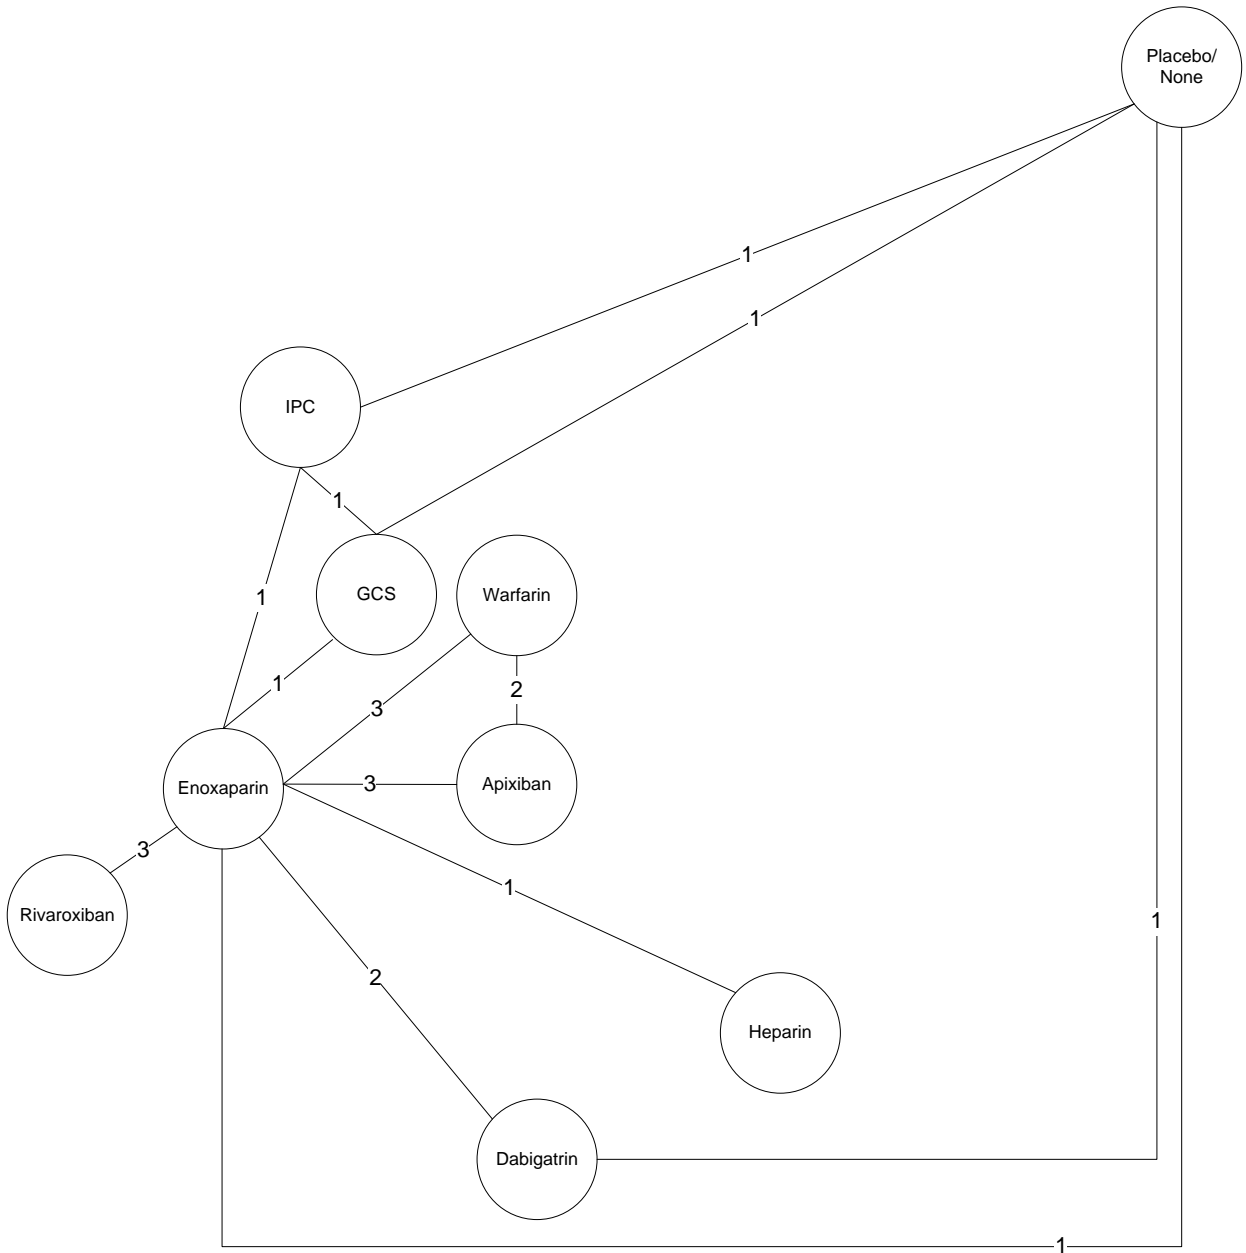 Placebo/
None
1
1
IPC
1
1
GCS
Warfarin
1
2
3
Enoxaparin
3
Apixiban
3
1
Rivaroxiban
1
2
Heparin
Dabigatrin
1